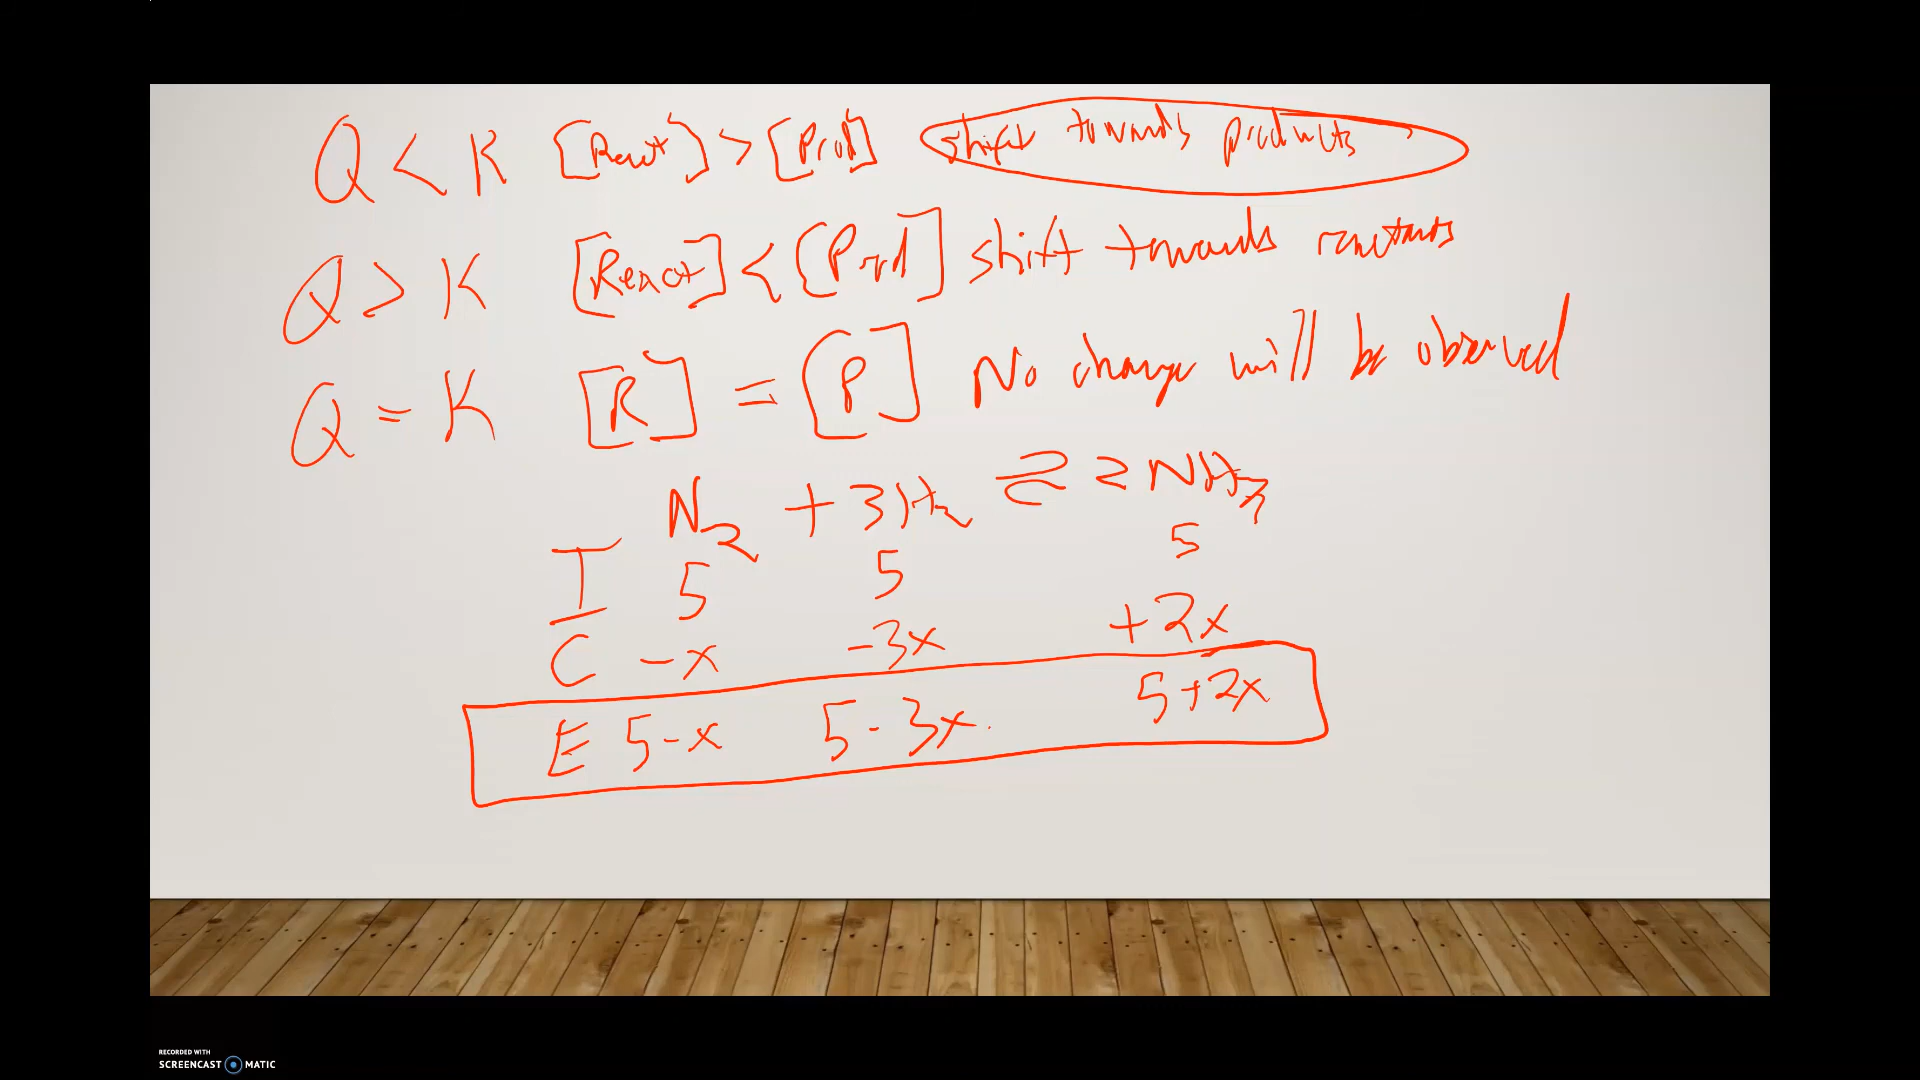 Q < K [React] > [Prod] shift towards products
Q > K [React] < [Prod] shift towards reactants
Q = K [R] = [P] No change will be observed
N₂ + 3H₂ ⇌ 2NH₃
I 5 5 5
C -x -3x +2x
E 5-x 5-3x 5+2x
RECORDED WITH
SCREENCAST MATIC